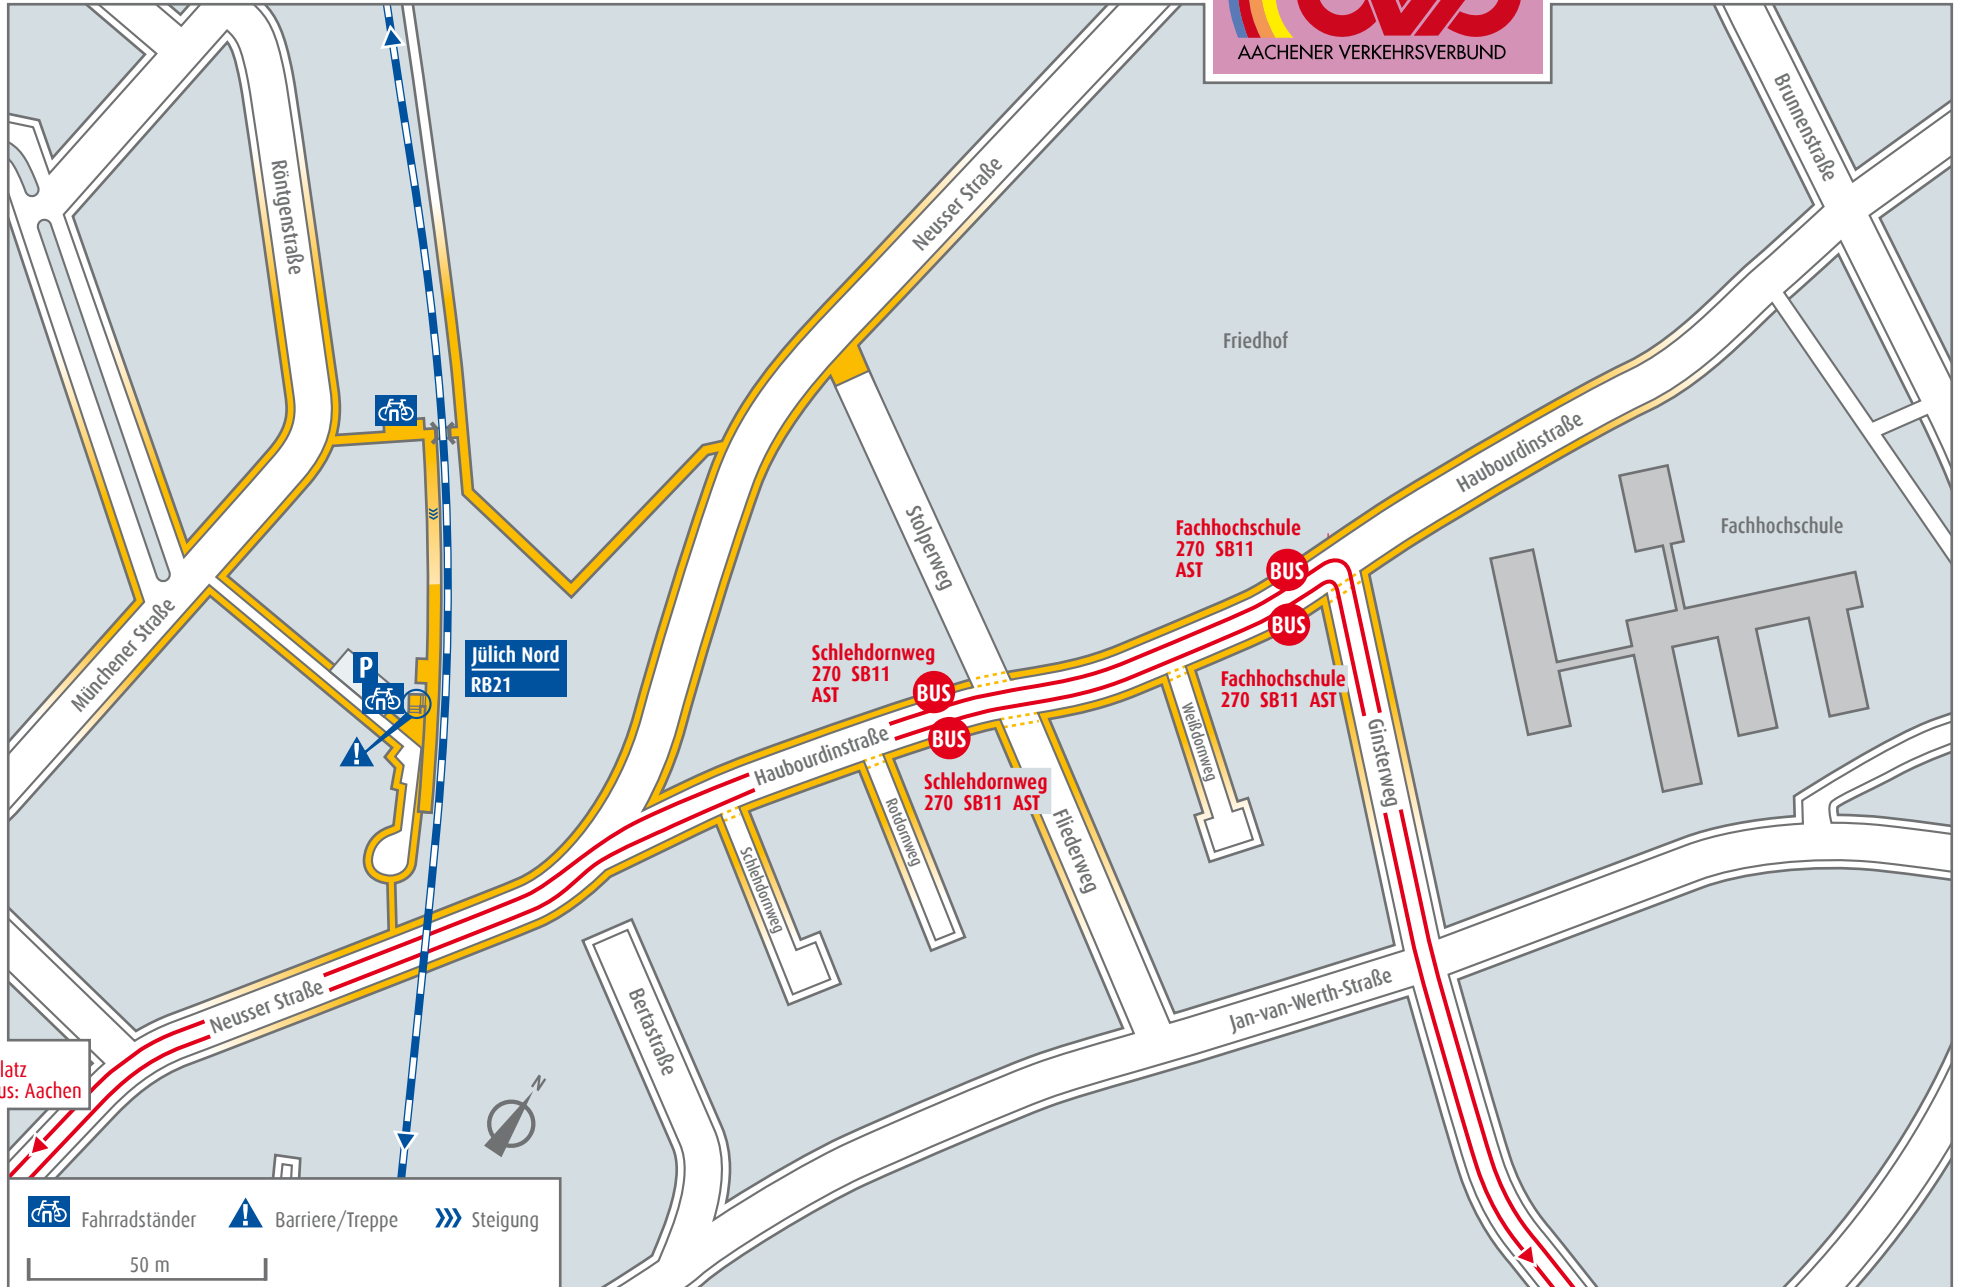 AACHENER VERKEHRSVERBUND
Brunnenstraße
Röntgenstraße
Neusser Straße
Friedhof
Haubourdinstraße
Fachhochschule
Fachhochschule
270 SB11
AST
BUS
BUS
Stolperweg
Münchener Straße
P
Jülich Nord
RB21
Schlehdornweg
270 SB11
AST
BUS
BUS
Fachhochschule
270 SB11 AST
Weißdornweg
Ginsterweg
Haubourdinstraße
Schlehdornweg
270 SB11 AST
Rotdornweg
Fliederweg
Schlehdornweg
Neusser Straße
Jan-van-Werth-Straße
Bertastraße
latz
us: Aachen
N
Fahrradständer
Barriere/Treppe
Steigung
50 m